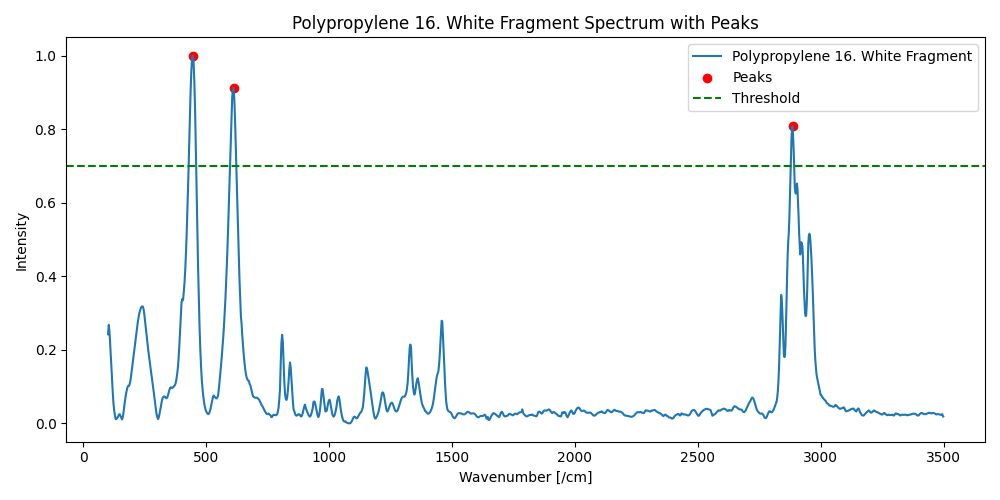 Polypropylene 16. White Fragment Spectrum with Peaks
Polypropylene 16. White Fragment
Peaks
Threshold
Intensity
1.0
0.8
0.6
0.4
0.2
0.0
0 500 1000 1500 2000 2500 3000 3500
Wavenumber [/cm]